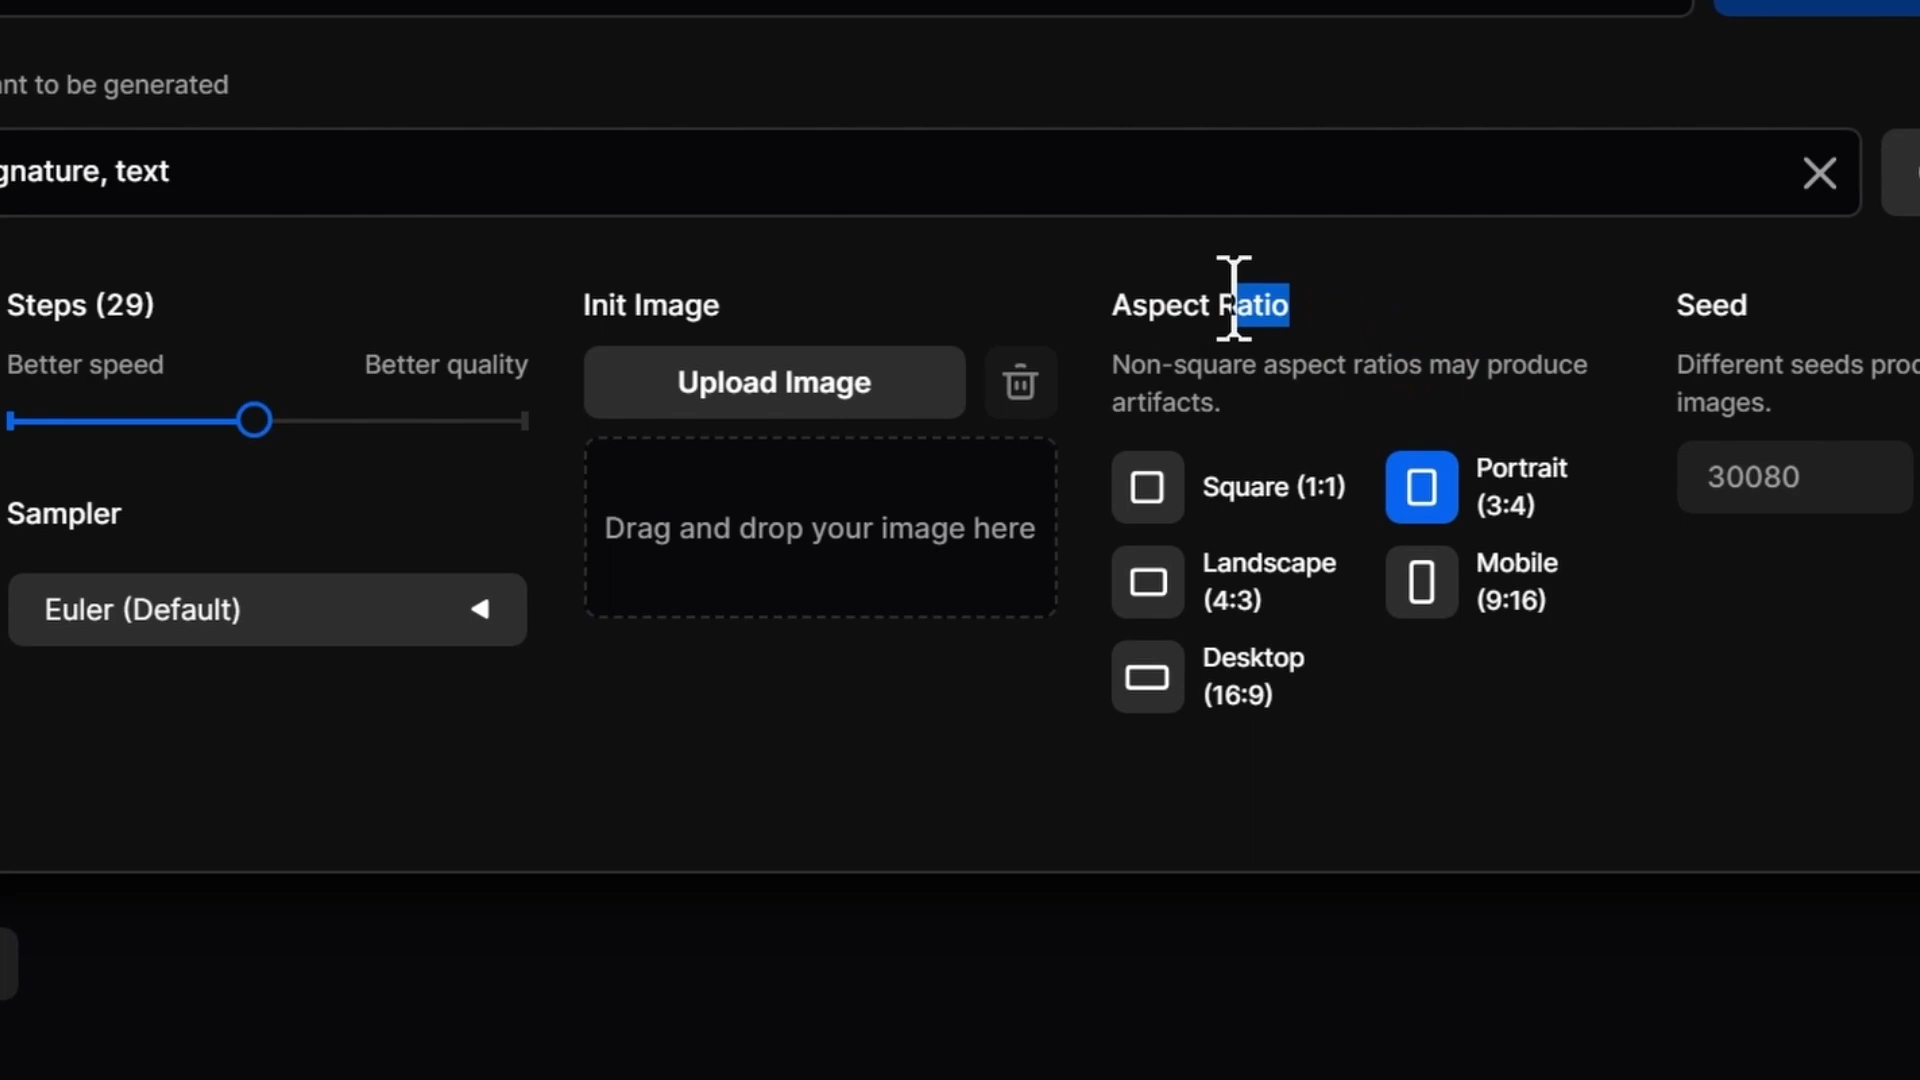 nt to be generated
gnature, text
Steps (29)
Better speed
Better quality
Sampler
Euler (Default)
Init Image
Upload Image
Drag and drop your image here
Aspect Ratio
Non-square aspect ratios may produce
artifacts.
Square (1:1)
Portrait
(3:4)
Landscape
(4:3)
Mobile
(9:16)
Desktop
(16:9)
Seed
Different seeds proc
images.
30080